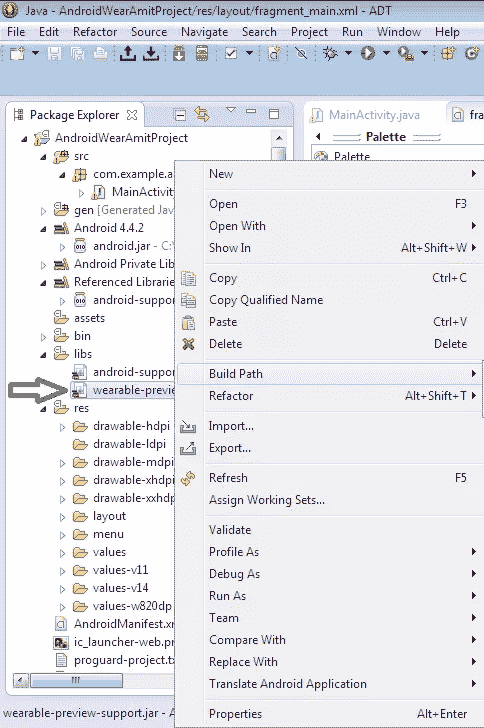 Java - AndroidWearAmitProject/res/layout/fragment_main.xml - ADT
File Edit Refactor Source Navigate Search Project Run Window Help
Package Explorer
MainActivity.java
fra
Palette
Palette
AndroidWearAmitProject
src
com.example.a
MainActivity
gen [Generated Jav
Android 4.4.2
android.jar - C:\
Android Private Lib
Referenced Librarie
android-suppor
assets
bin
libs
android-suppor
wearable-previe
res
drawable-hdpi
drawable-ldpi
drawable-mdpi
drawable-xhdpi
drawable-xxhdp
layout
menu
values
values-v11
values-v14
values-w820dp
AndroidManifest.xm
ic_launcher-web.pn
proguard-project.tx
New
Open F3
Open With
Show In Alt+Shift+W
Copy Ctrl+C
Copy Qualified Name
Paste Ctrl+V
Delete Delete
Build Path
Refactor Alt+Shift+T
Import...
Export...
Refresh F5
Assign Working Sets...
Validate
Profile As
Debug As
Run As
Team
Compare With
Replace With
Translate Android Application
Properties Alt+Enter
wearable-preview-support.jar - Andro